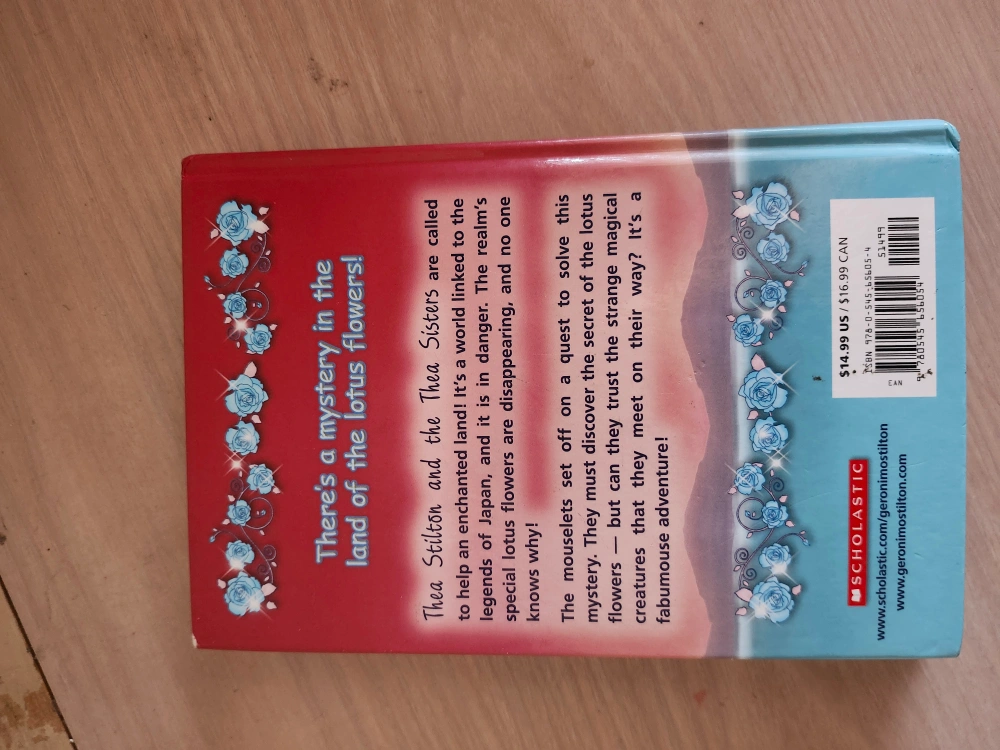 There's a mystery in the
land of the lotus flowers!
Thea Stilton and the Thea Sisters are called
to help an enchanted land! It's a world linked to the
legends of Japan, and it is in danger. The realm's
special lotus flowers are disappearing, and no one
knows why!
The mouselets set off on a quest to solve this
mystery. They must discover the secret of the lotus
flowers — but can they trust the strange magical
creatures that they meet on their way? It's a
fabumouse adventure!
SCHOLASTIC
www.scholastic.com/geronimostilton
www.geronimostilton.com
$14.99 US / $16.99 CAN
ISBN 978-0-545-65605-4
51499
CAN
9 780545 656054